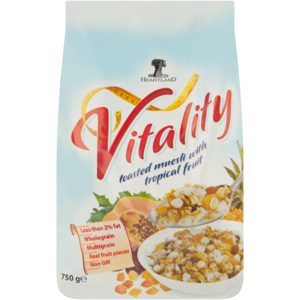 HEARTLAND
Vitality
toasted muesli with
tropical fruit
Less than 3% fat
Wholegrain
Multigrain
Real fruit pieces
Non-GM
750 g e